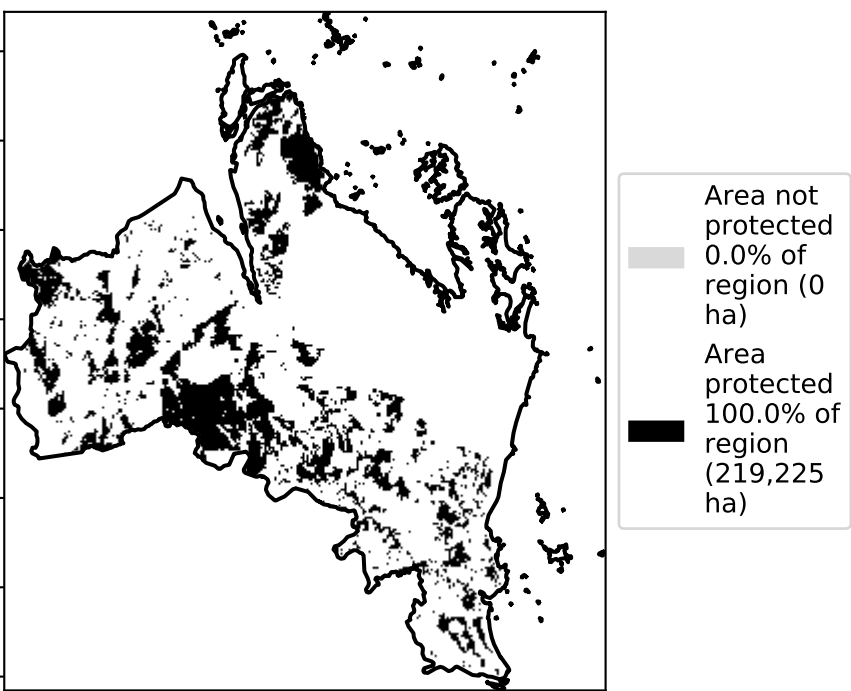 Area not
protected
0.0% of
region (0
ha)
Area
protected
100.0% of
region
(219,225
ha)